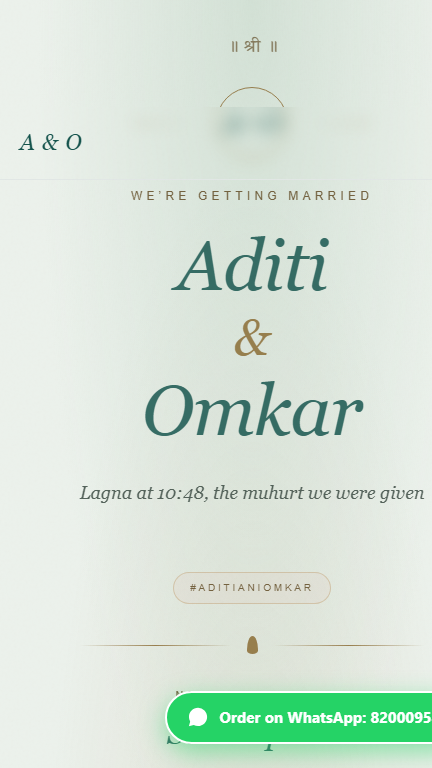 ॥ श्री ॥
A & O
WE’RE GETTING MARRIED
Aditi
&
Omkar
Lagna at 10:48, the muhurt we were given
#ADITIANIOMKAR
Order on WhatsApp: 8200095